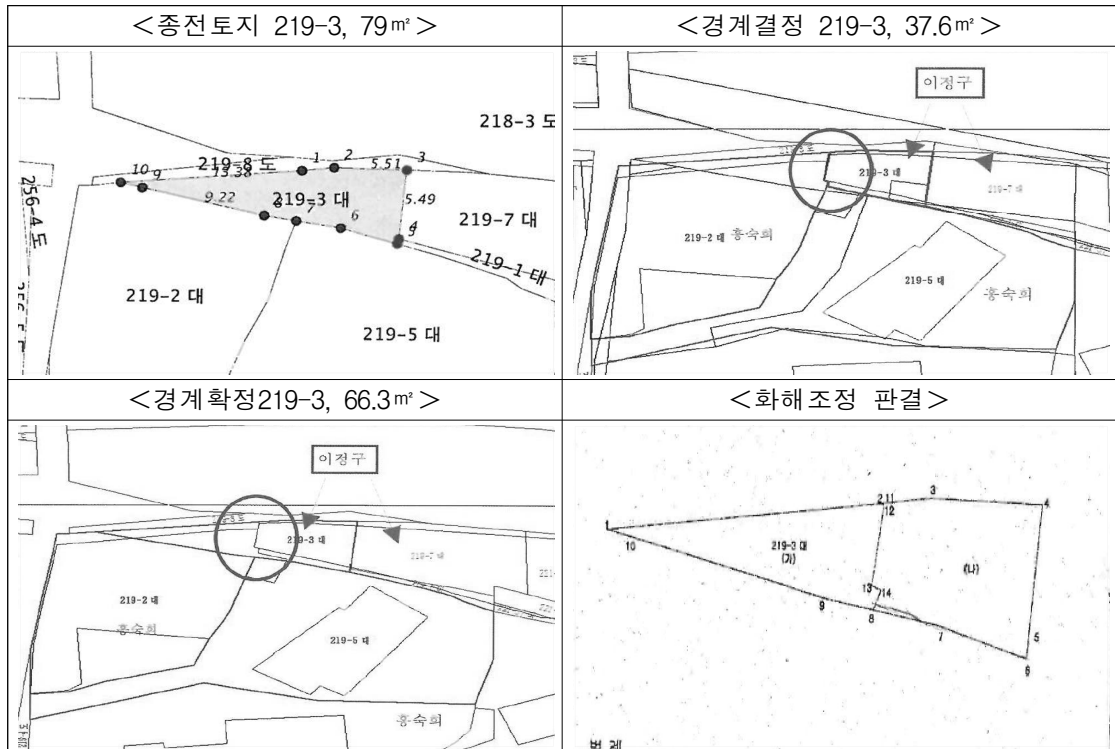 <종전토지 219-3, 79㎡>
<경계결정 219-3, 37.6㎡>
218-3 도
219-8 도
1
2
3
5.51
10
9
13.38
9.22
219-3 대
5.49
8
7
6
4
5
219-7 대
219-1 대
256-4 도
219-2 대
219-5 대
이정구
219-3 대
219-7 대
219-2 대 홍숙희
219-5 대
홍숙희
<경계확정219-3, 66.3㎡>
<화해조정 판결>
이정구
219-3 대
219-7 대
219-2 대
홍숙희
219-5 대
홍숙희
1
2 11
12
3
4
10
219-3 대
(가)
(나)
13
14
9
8
7
5
6
범 례